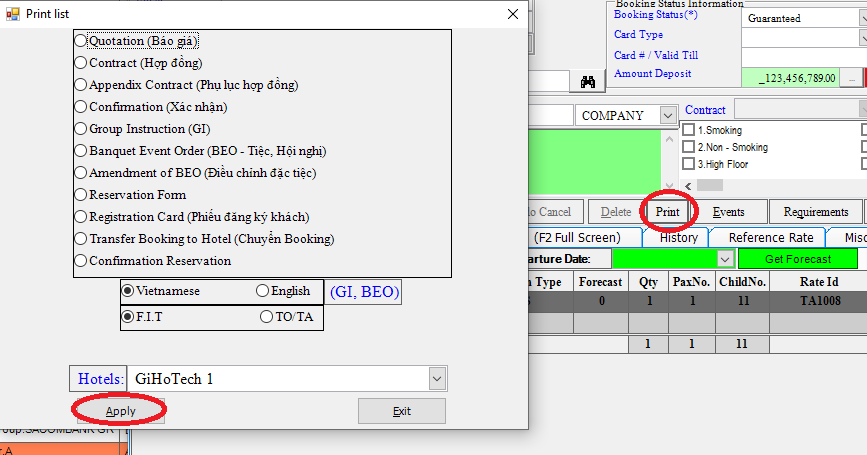 Print list
Quotation (Báo giá)
Contract (Hợp đồng)
Appendix Contract (Phụ lục hợp đồng)
Confirmation (Xác nhận)
Group Instruction (GI)
Banquet Event Order (BEO - Tiệc, Hội nghị)
Amendment of BEO (Điều chỉnh đặc tiệc)
Reservation Form
Registration Card (Phiếu đăng ký khách)
Transfer Booking to Hotel (Chuyển Booking)
Confirmation Reservation
Vietnamese English (GI, BEO)
F.I.T TO/TA
Hotels: GiHoTech 1
Apply Exit
Booking Status Information
Booking Status(*) Guaranteed
Card Type
Card # / Valid Till
Amount Deposit _123,456,789.00 ...
COMPANY Contract
1.Smoking
2.Non - Smoking
3.High Floor
Cancel Delete Print Events Requirements
(F2 Full Screen) History Reference Rate Misc
arture Date: Get Forecast
Type Forecast Qty PaxNo. ChildNo. Rate Id
0 1 1 11 TA1008
1 1 11
oup:SACOMBANK GR
r.A